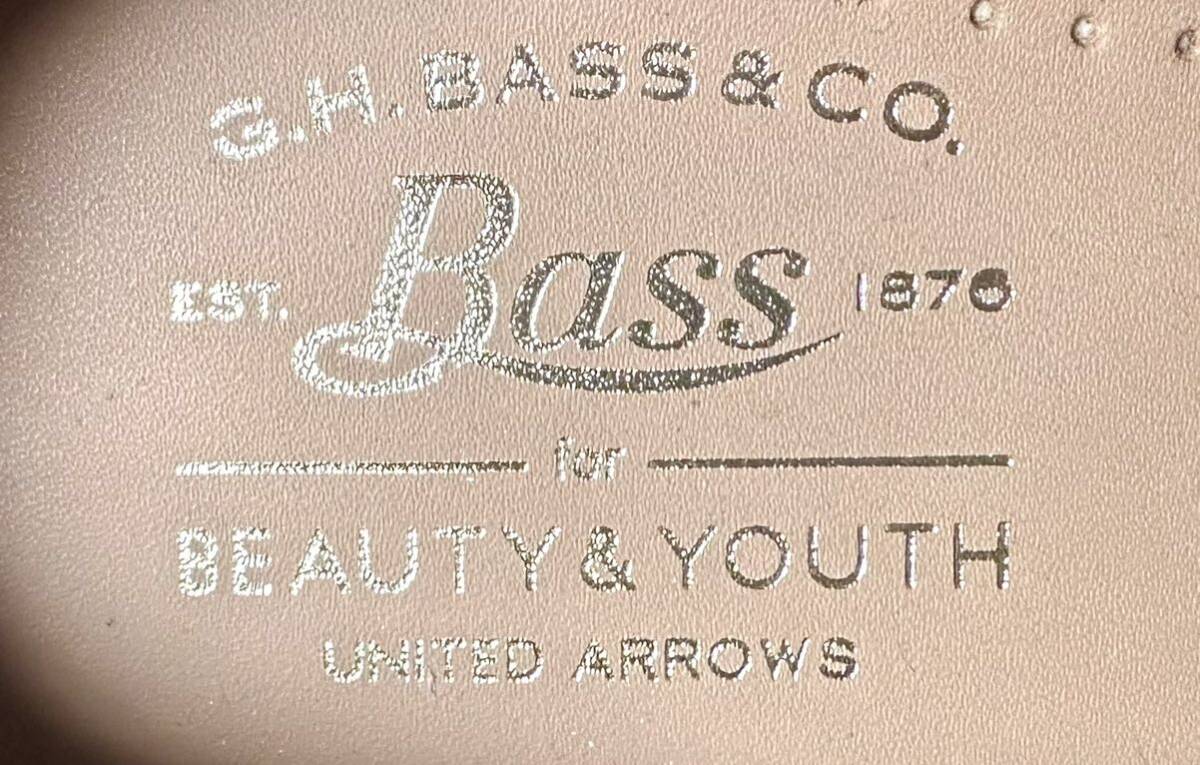 G.H. BASS & CO.
EST. Bass 1876
for
BEAUTY & YOUTH
UNITED ARROWS